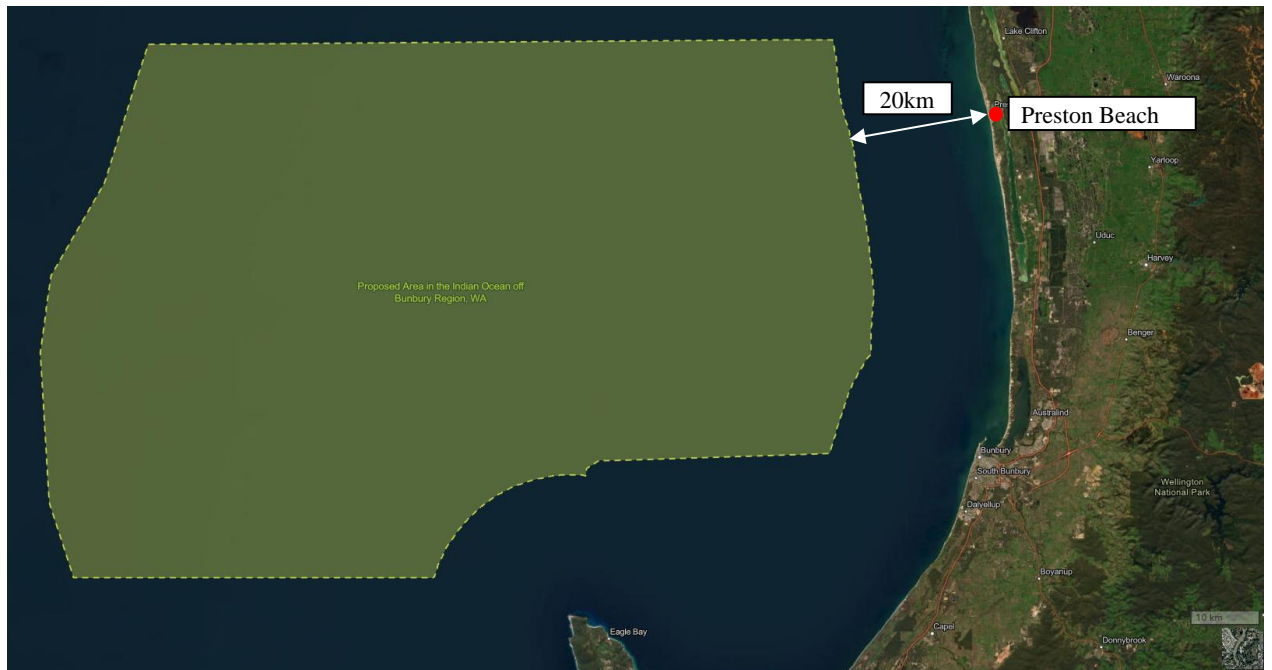 Lake Clifton
Waroona
20km
Pre
Preston Beach
Yarloop
Uduc
Harvey
Proposed Area in the Indian Ocean off
Bunbury Region, WA
Benger
Australind
Bunbury
South Bunbury
Wellington
National Park
Dalyellup
Boyanup
10 km
Eagle Bay
Capel
Donnybrook